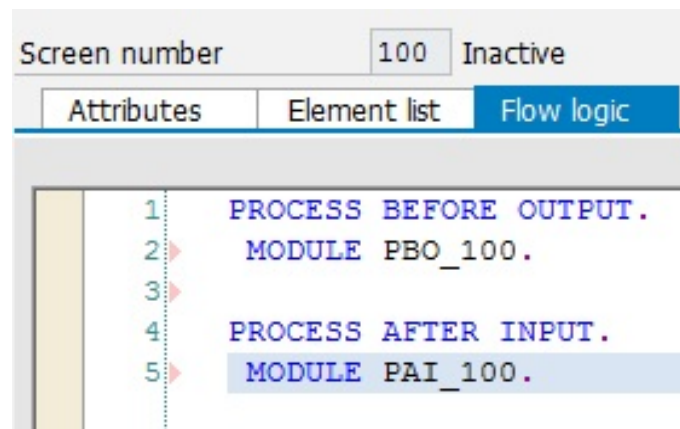 Screen number 100 Inactive
Attributes Element list Flow logic
1 PROCESS BEFORE OUTPUT.
2 MODULE PBO_100.
3
4 PROCESS AFTER INPUT.
5 MODULE PAI_100.